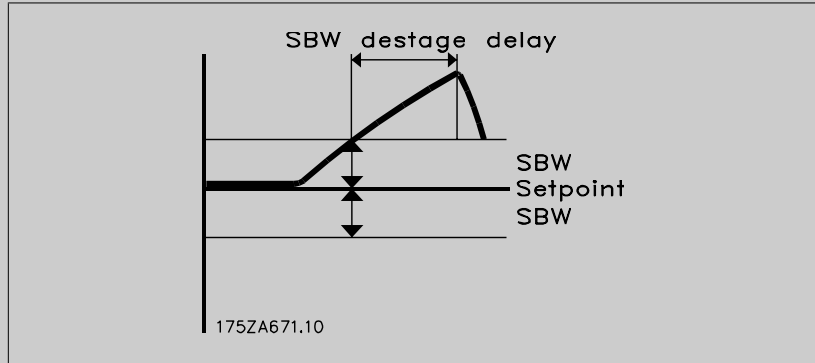 SBW destage delay
SBW
Setpoint
SBW
175ZA671.10